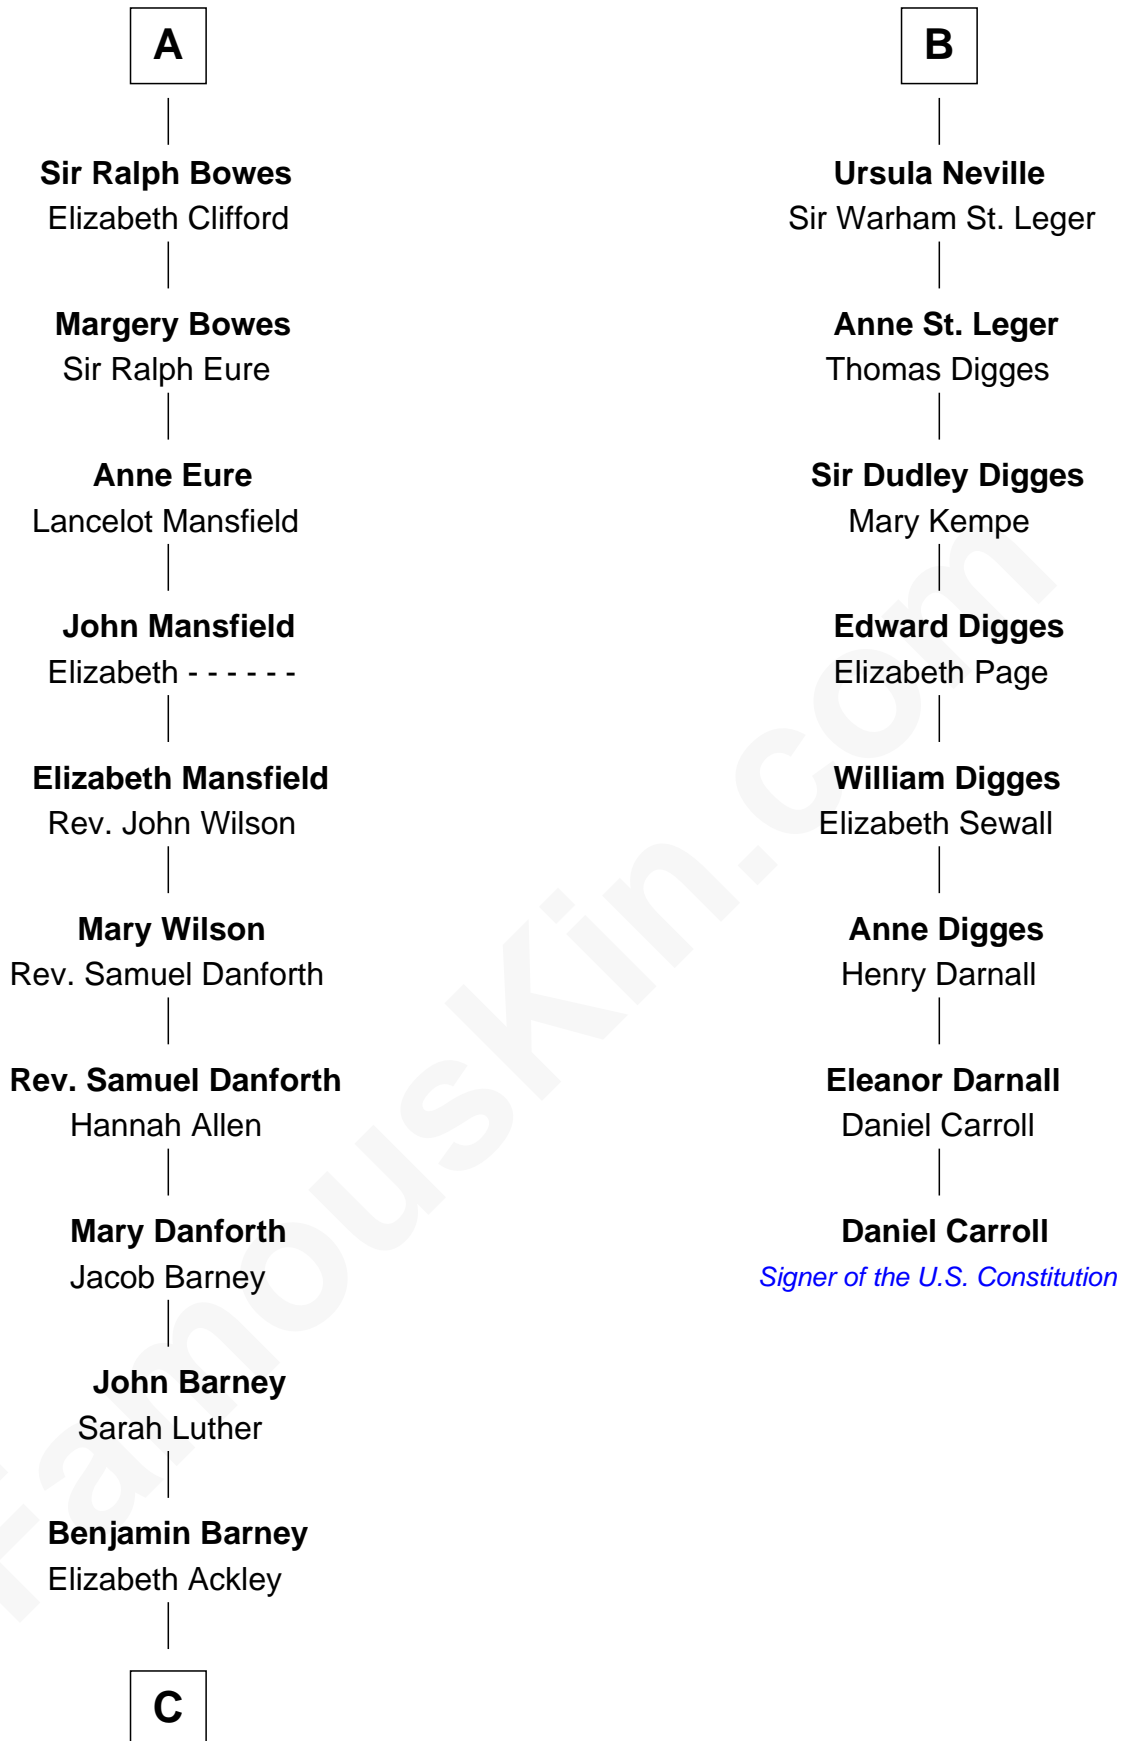 A
Sir Ralph Bowes
Elizabeth Clifford
Margery Bowes
Sir Ralph Eure
Anne Eure
Lancelot Mansfield
John Mansfield
Elizabeth - - - - - -
Elizabeth Mansfield
Rev. John Wilson
Mary Wilson
Rev. Samuel Danforth
Rev. Samuel Danforth
Hannah Allen
Mary Danforth
Jacob Barney
John Barney
Sarah Luther
Benjamin Barney
Elizabeth Ackley
C
B
Ursula Neville
Sir Warham St. Leger
Anne St. Leger
Thomas Digges
Sir Dudley Digges
Mary Kempe
Edward Digges
Elizabeth Page
William Digges
Elizabeth Sewall
Anne Digges
Henry Darnall
Eleanor Darnall
Daniel Carroll
Daniel Carroll
Signer of the U.S. Constitution
FamousKin.com